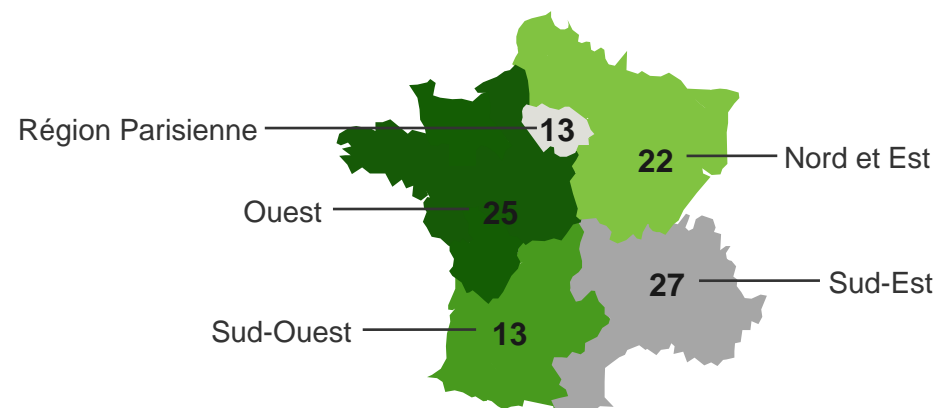 Région Parisienne
13
22
Nord et Est
Ouest
25
27
Sud-Est
Sud-Ouest
13